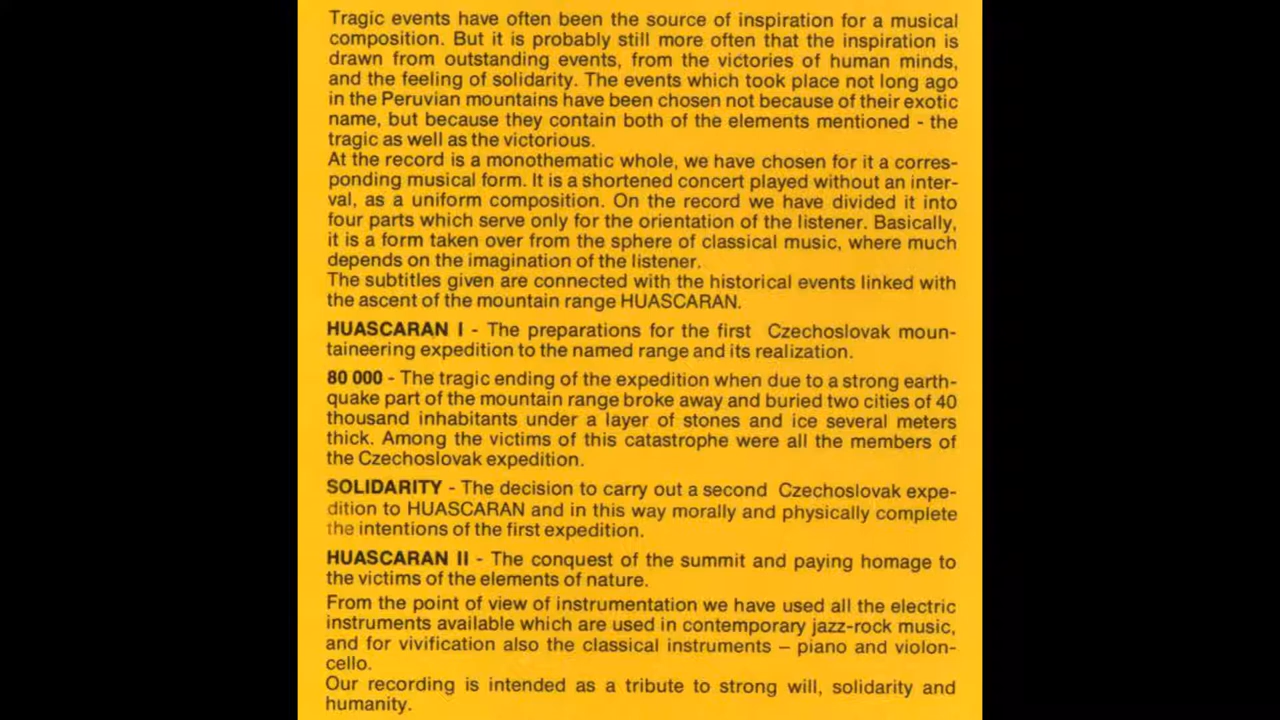 Tragic events have often been the source of inspiration for a musical
composition. But it is probably still more often that the inspiration is
drawn from outstanding events, from the victories of human minds,
and the feeling of solidarity. The events which took place not long ago
in the Peruvian mountains have been chosen not because of their exotic
name, but because they contain both of the elements mentioned - the
tragic as well as the victorious.
At the record is a monothematic whole, we have chosen for it a corres-
ponding musical form. It is a shortened concert played without an inter-
val, as a uniform composition. On the record we have divided it into
four parts which serve only for the orientation of the listener. Basically,
it is a form taken over from the sphere of classical music, where much
depends on the imagination of the listener.
The subtitles given are connected with the historical events linked with
the ascent of the mountain range HUASCARAN.
HUASCARAN I - The preparations for the first Czechoslovak moun-
taineering expedition to the named range and its realization.
80 000 - The tragic ending of the expedition when due to a strong earth-
quake part of the mountain range broke away and buried two cities of 40
thousand inhabitants under a layer of stones and ice several meters
thick. Among the victims of this catastrophe were all the members of
the Czechoslovak expedition.
SOLIDARITY - The decision to carry out a second Czechoslovak expe-
dition to HUASCARAN and in this way morally and physically complete
the intentions of the first expedition.
HUASCARAN II - The conquest of the summit and paying homage to
the victims of the elements of nature.
From the point of view of instrumentation we have used all the electric
instruments available which are used in contemporary jazz-rock music,
and for vivification also the classical instruments – piano and violon-
cello.
Our recording is intended as a tribute to strong will, solidarity and
humanity.